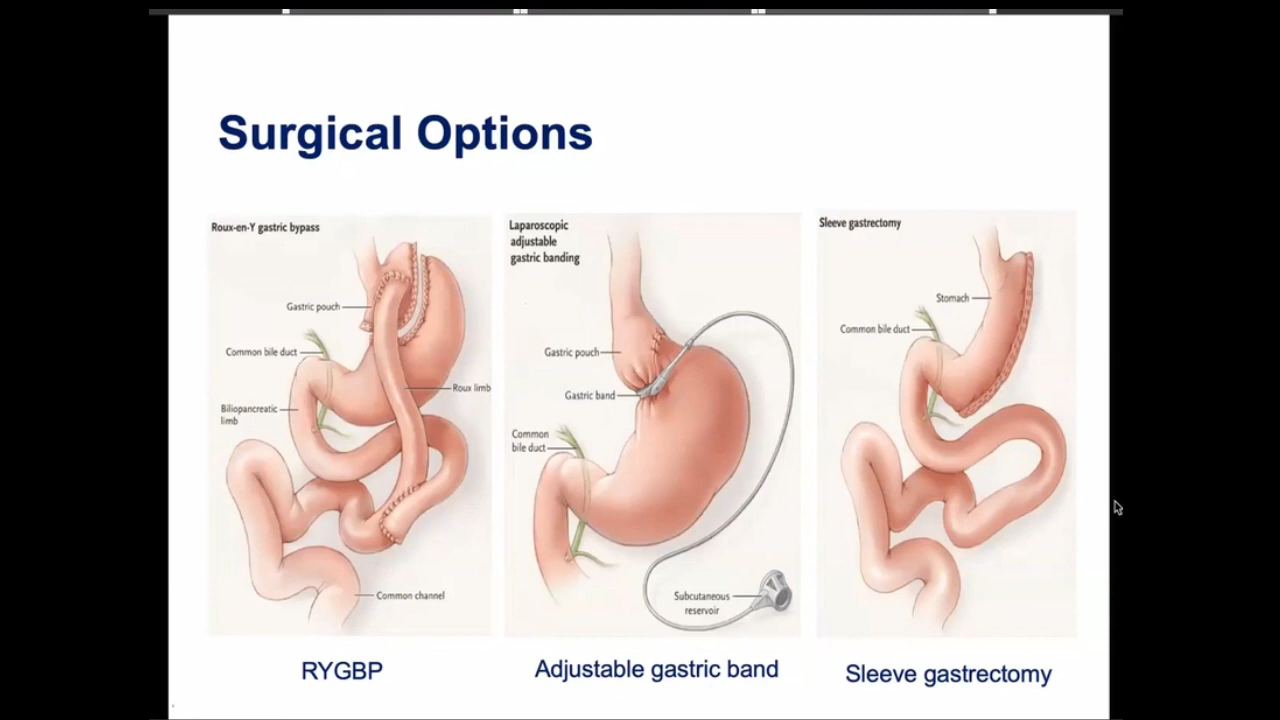 Surgical Options
Roux-en-Y gastric bypass
Gastric pouch
Common bile duct
Roux limb
Biliopancreatic
limb
Common channel
RYGBP
Laparoscopic
adjustable
gastric banding
Gastric pouch
Gastric band
Common
bile duct
Subcutaneous
reservoir
Adjustable gastric band
Sleeve gastrectomy
Stomach
Common bile duct
Sleeve gastrectomy